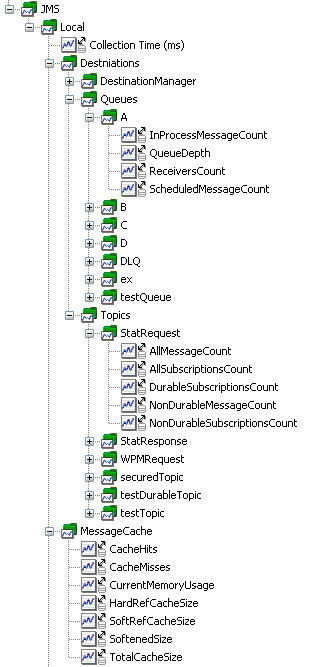 JMS
Local
Collection Time (ms)
Destniations
DestinationManager
Queues
A
InProcessMessageCount
QueueDepth
ReceiversCount
ScheduledMessageCount
B
C
D
DLQ
ex
testQueue
Topics
StatRequest
AllMessageCount
AllSubscriptionsCount
DurableSubscriptionsCount
NonDurableMessageCount
NonDurableSubscriptionsCount
StatResponse
WPMRequest
securedTopic
testDurableTopic
testTopic
MessageCache
CacheHits
CacheMisses
CurrentMemoryUsage
HardRefCacheSize
SoftRefCacheSize
SoftenedSize
TotalCacheSize